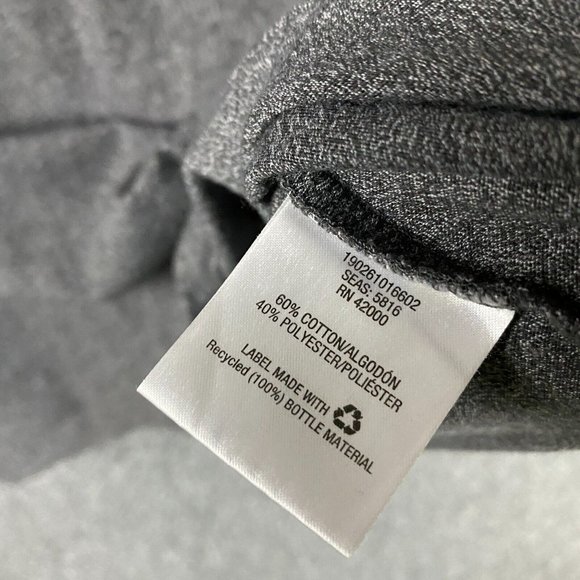 190261016602
SEAS: 5816
RN 42000
60% COTTON/ALGODÓN
40% POLYESTER/POLIÉSTER
LABEL MADE WITH
Recycled (100%) BOTTLE MATERIAL